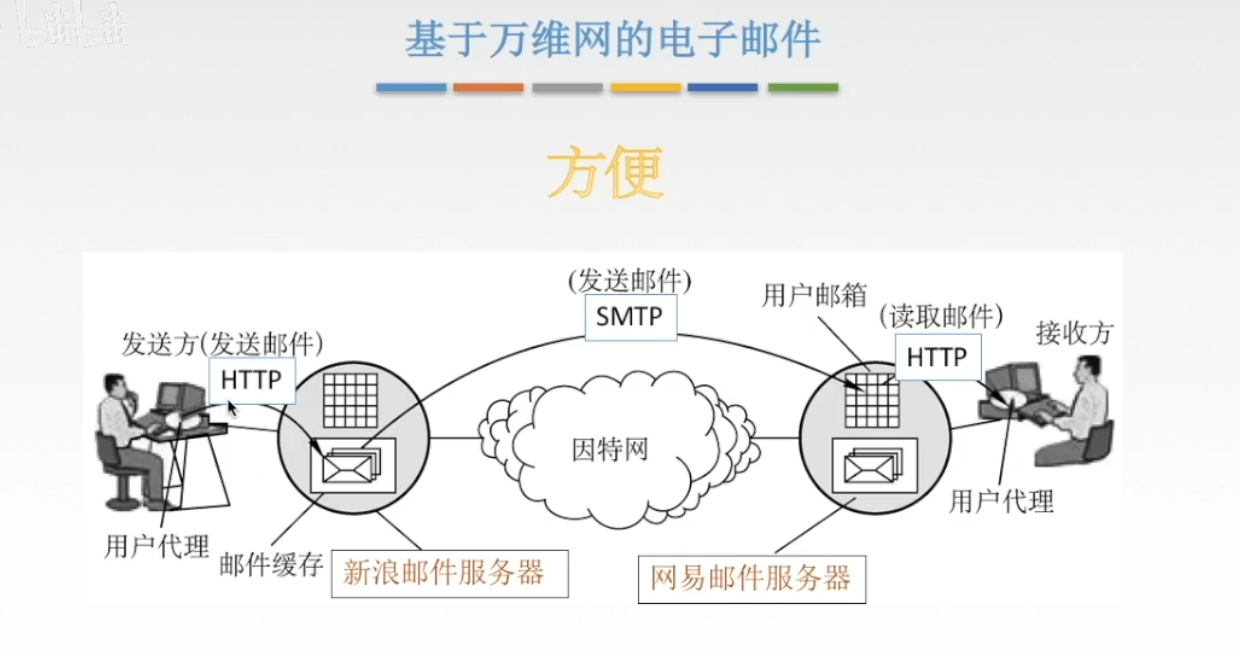 bilibili
基于万维网的电子邮件
方便
(发送邮件)
SMTP
用户邮箱
(读取邮件)
HTTP
接收方
发送方(发送邮件)
HTTP
因特网
用户代理
用户代理
邮件缓存
新浪邮件服务器
网易邮件服务器